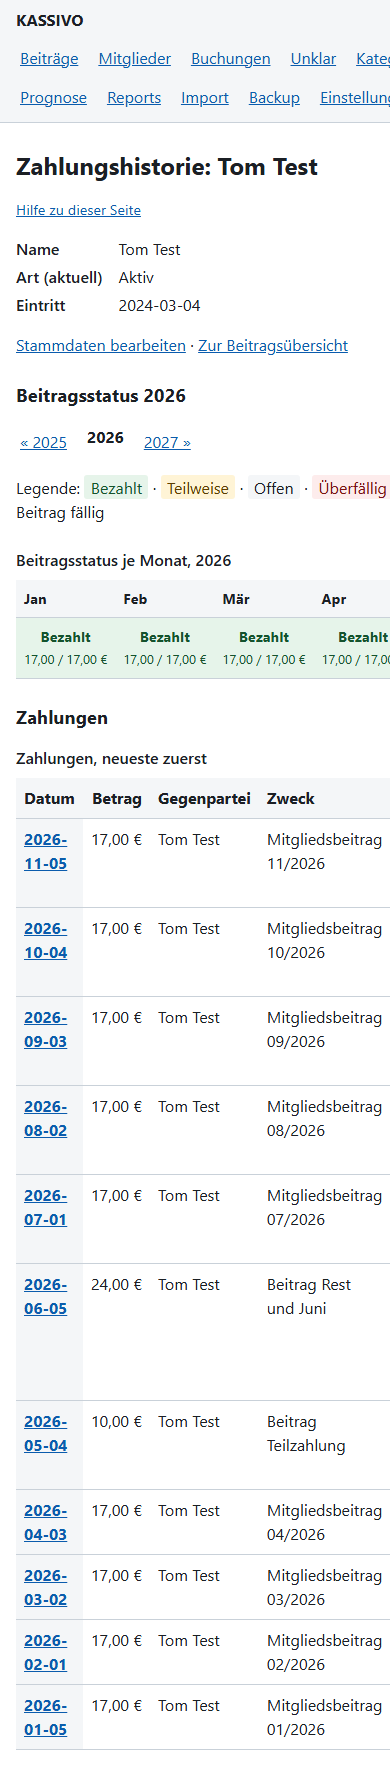 KASSIVO
Beiträge Mitglieder Buchungen Unklar
Prognose Reports Import Backup
Zahlungshistorie: Tom Test
Hilfe zu dieser Seite
Name Tom Test
Art (aktuell) Aktiv
Eintritt 2024-03-04
Stammdaten bearbeiten · Zur Beitragsübersicht
Beitragsstatus 2026
« 2025 2026 2027 »
Legende: Bezahlt · Teilweise · Offen · Überfällig
Beitrag fällig
Beitragsstatus je Monat, 2026
Jan Feb Mär Apr
Bezahlt Bezahlt Bezahlt Bezahlt
17,00 / 17,00 € 17,00 / 17,00 € 17,00 / 17,00 € 17,00 /
Zahlungen
Zahlungen, neueste zuerst
Datum Betrag Gegenpartei Zweck
2026- 17,00 € Tom Test Mitgliedsbeitrag
11-05 11/2026
2026- 17,00 € Tom Test Mitgliedsbeitrag
10-04 10/2026
2026- 17,00 € Tom Test Mitgliedsbeitrag
09-03 09/2026
2026- 17,00 € Tom Test Mitgliedsbeitrag
08-02 08/2026
2026- 17,00 € Tom Test Mitgliedsbeitrag
07-01 07/2026
2026- 24,00 € Tom Test Beitrag Rest
06-05 und Juni
2026- 10,00 € Tom Test Beitrag
05-04 Teilzahlung
2026- 17,00 € Tom Test Mitgliedsbeitrag
04-03 04/2026
2026- 17,00 € Tom Test Mitgliedsbeitrag
03-02 03/2026
2026- 17,00 € Tom Test Mitgliedsbeitrag
02-01 02/2026
2026- 17,00 € Tom Test Mitgliedsbeitrag
01-05 01/2026